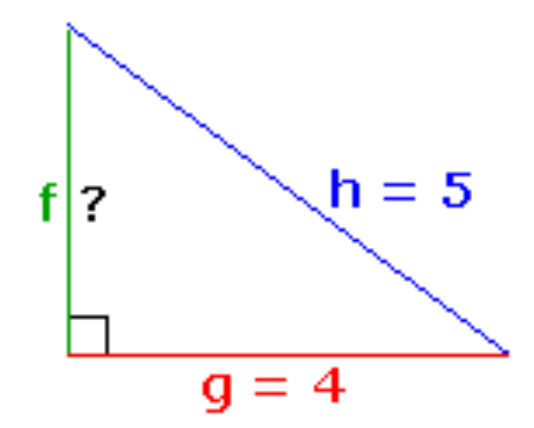 f ?
h = 5
g = 4